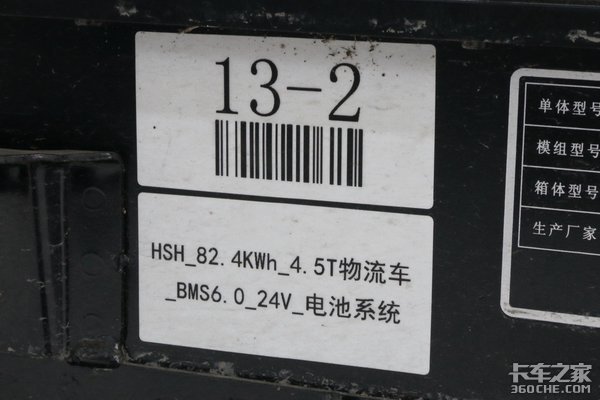 13-2
HSH_82.4KWh_4.5T物流车
_BMS6.0_24V_电池系统
单体型号
模组型号
箱体型号
生产厂家
卡车之家
360CHE.COM